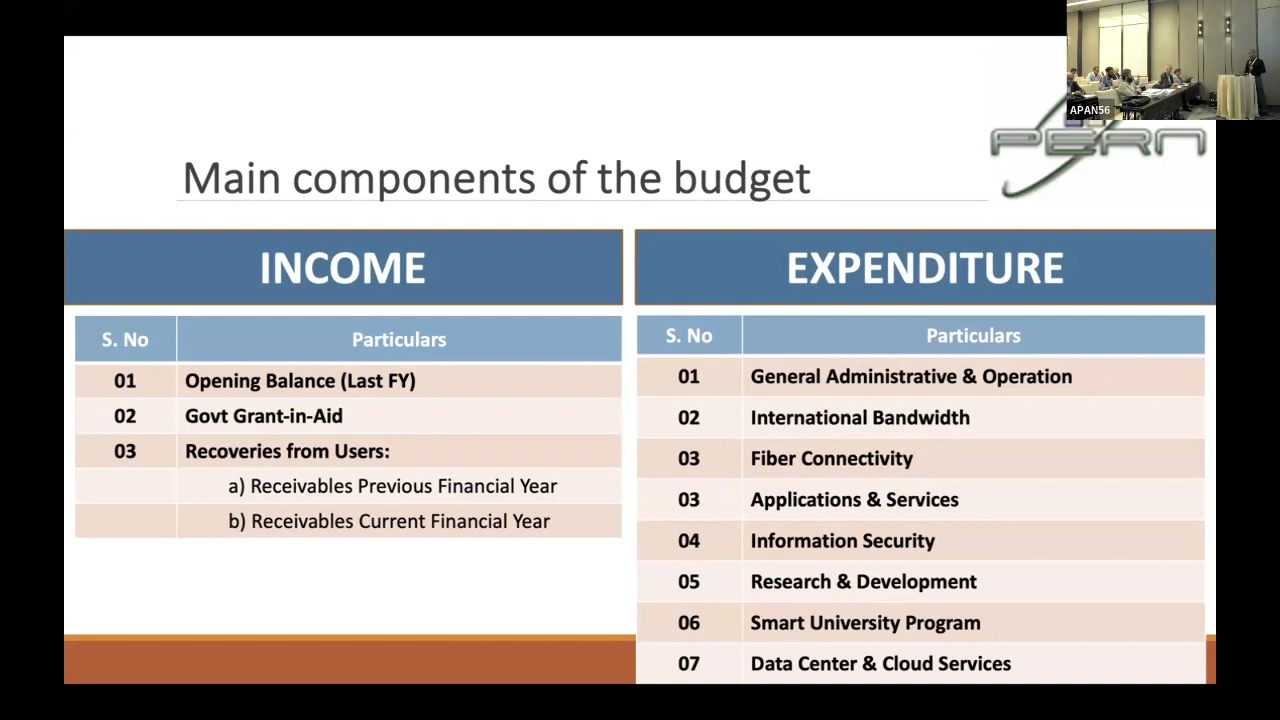 APAN56
PERN
Main components of the budget
INCOME
S. No Particulars
01 Opening Balance (Last FY)
02 Govt Grant-in-Aid
03 Recoveries from Users:
a) Receivables Previous Financial Year
b) Receivables Current Financial Year
EXPENDITURE
S. No Particulars
01 General Administrative & Operation
02 International Bandwidth
03 Fiber Connectivity
03 Applications & Services
04 Information Security
05 Research & Development
06 Smart University Program
07 Data Center & Cloud Services